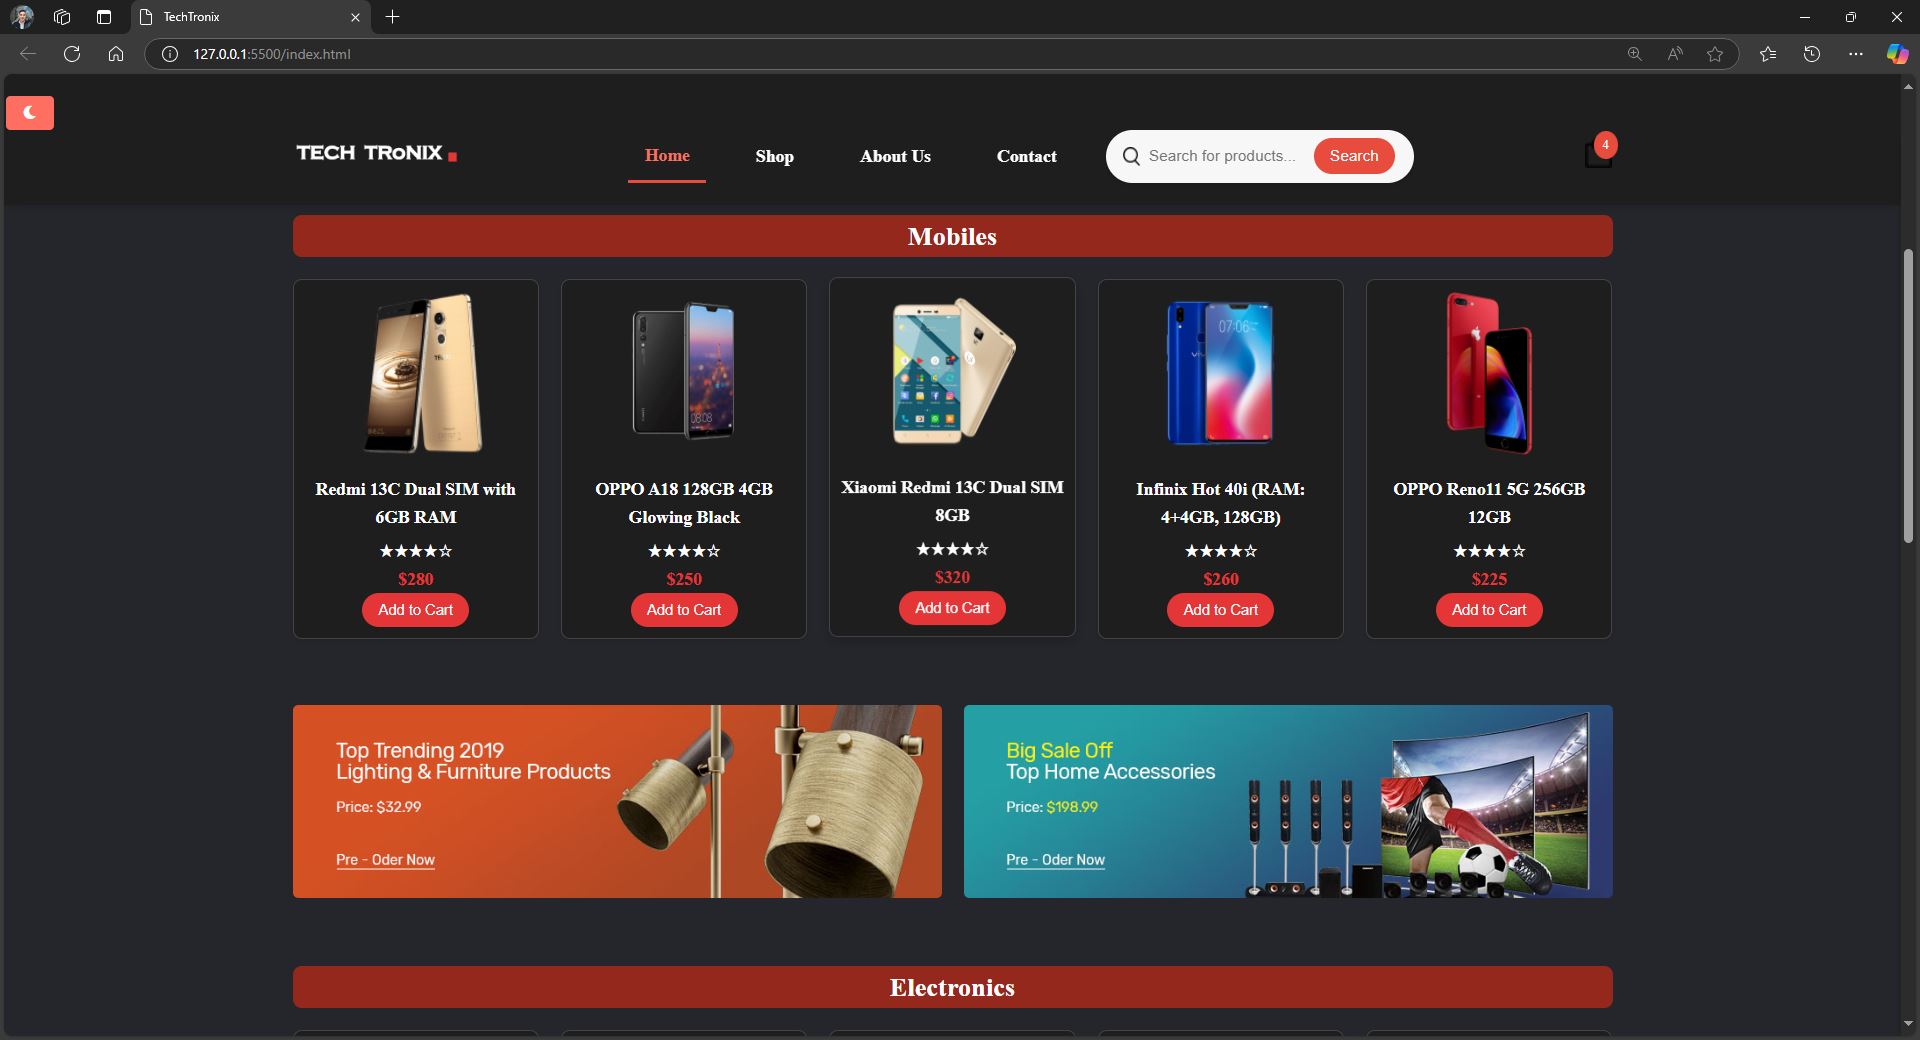 TechTronix
127.0.0.1:5500/index.html
TECH TRoNIX
Home
Shop
About Us
Contact
Search for products...
Search
4
Mobiles
07:06
08:08
Redmi 13C Dual SIM with
6GB RAM
★★★★☆
$280
Add to Cart
OPPO A18 128GB 4GB
Glowing Black
★★★★☆
$250
Add to Cart
Xiaomi Redmi 13C Dual SIM
8GB
★★★★☆
$320
Add to Cart
Infinix Hot 40i (RAM:
4+4GB, 128GB)
★★★★☆
$260
Add to Cart
OPPO Reno11 5G 256GB
12GB
★★★★☆
$225
Add to Cart
Top Trending 2019
Lighting & Furniture Products
Price: $32.99
Pre - Oder Now
Big Sale Off
Top Home Accessories
Price: $198.99
Pre - Oder Now
Electronics